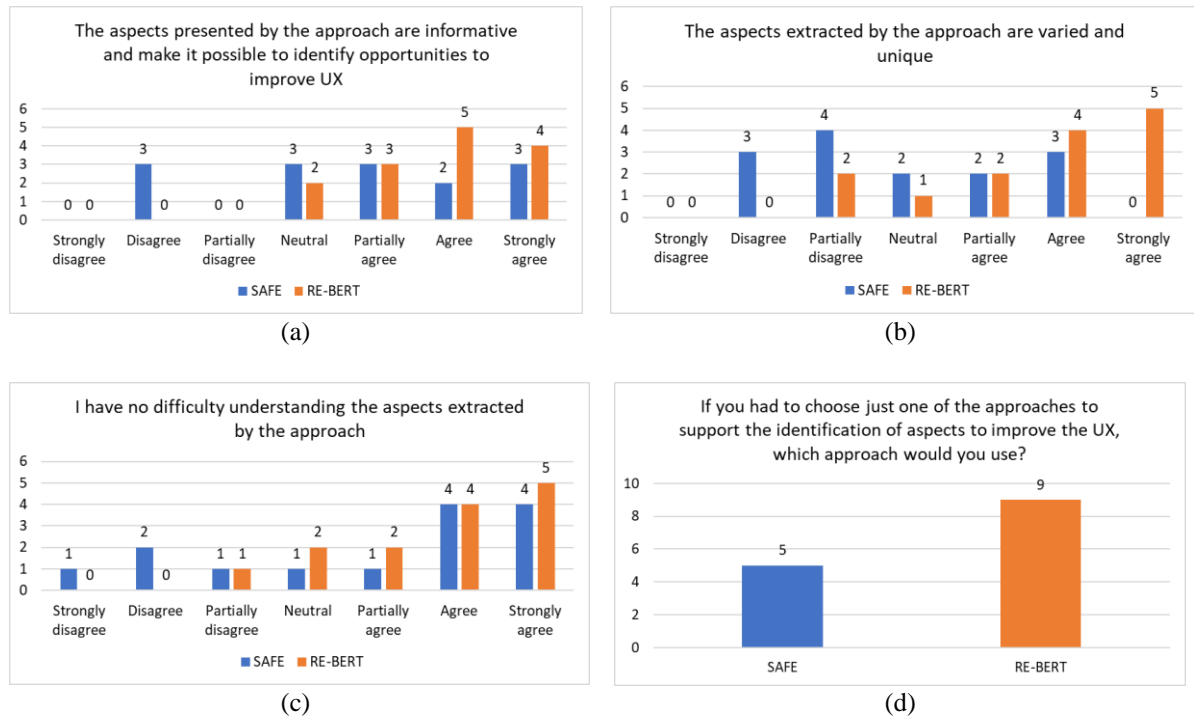 The aspects presented by the approach are informative
and make it possible to identify opportunities to
improve UX
6
5
4
3
2
1
0
0 0
3 0
0 0
3 2
3 3
2 5
3 4
Strongly disagree
Disagree
Partially disagree
Neutral
Partially agree
Agree
Strongly agree
SAFE RE-BERT
(a)
The aspects extracted by the approach are varied and
unique
6
5
4
3
2
1
0
0 0
3 0
4 2
2 1
2 2
3 4
0 5
Strongly disagree
Disagree
Partially disagree
Neutral
Partially agree
Agree
Strongly agree
SAFE RE-BERT
(b)
I have no difficulty understanding the aspects extracted
by the approach
6
5
4
3
2
1
0
1 0
2 0
1 1
1 2
1 2
4 4
4 5
Strongly disagree
Disagree
Partially disagree
Neutral
Partially agree
Agree
Strongly agree
SAFE RE-BERT
(c)
If you had to choose just one of the approaches to
support the identification of aspects to improve the UX,
which approach would you use?
10
8
6
4
2
0
5
9
SAFE
RE-BERT
(d)